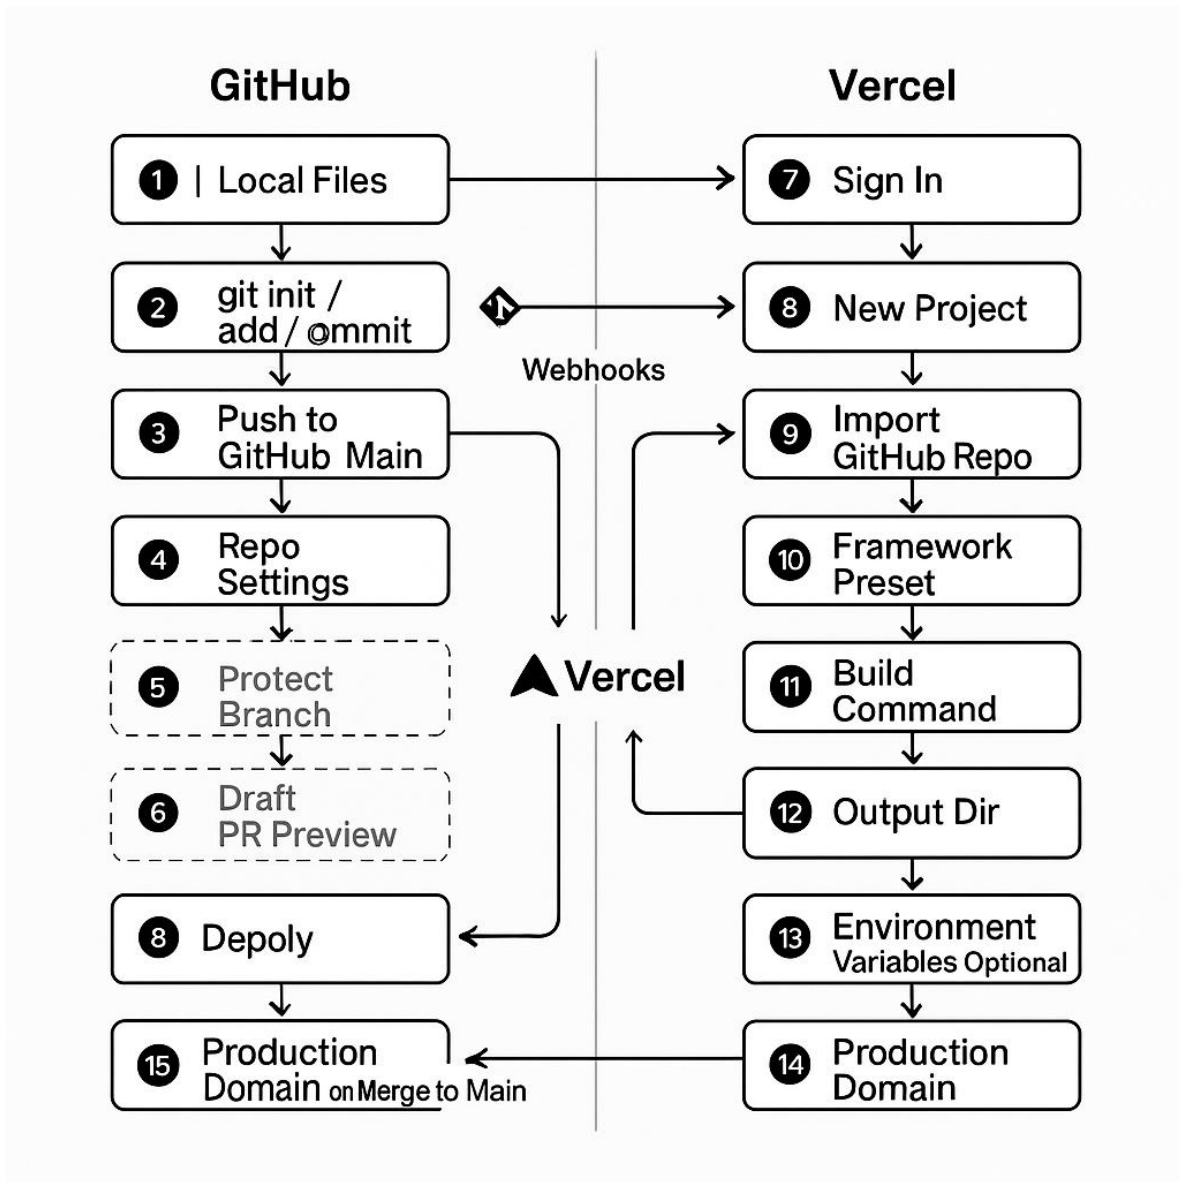 GitHub
1 | Local Files
2 git init /
add / @mmit
3 Push to
GitHub Main
4 Repo
Settings
5 Protect
Branch
6 Draft
PR Preview
8 Depoly
15 Production
Domain on Merge to Main
Webhooks
Vercel
Vercel
7 Sign In
8 New Project
9 Import
GitHub Repo
10 Framework
Preset
11 Build
Command
12 Output Dir
13 Environment
Variables Optional
14 Production
Domain